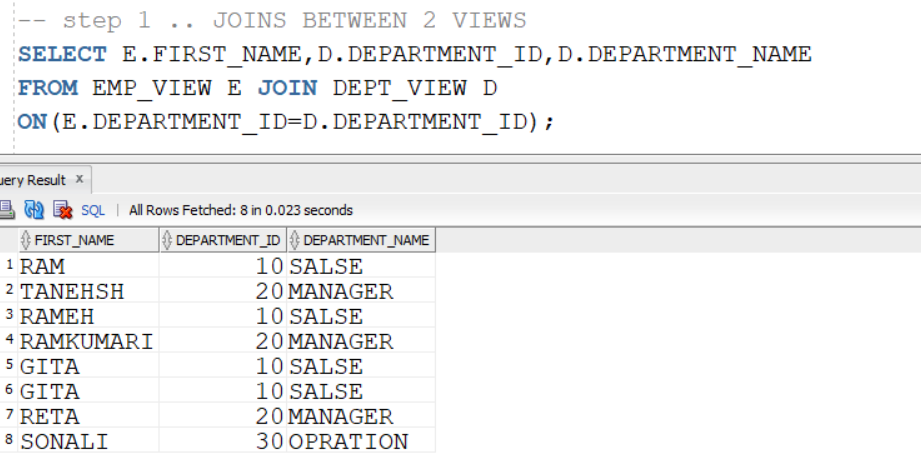 -- step 1 .. JOINS BETWEEN 2 VIEWS
SELECT E.FIRST_NAME,D.DEPARTMENT_ID,D.DEPARTMENT_NAME
FROM EMP_VIEW E JOIN DEPT_VIEW D
ON(E.DEPARTMENT_ID=D.DEPARTMENT_ID);
uery Result x
SQL | All Rows Fetched: 8 in 0.023 seconds
FIRST_NAME DEPARTMENT_ID DEPARTMENT_NAME
1 RAM 10 SALSE
2 TANEHSH 20 MANAGER
3 RAMEH 10 SALSE
4 RAMKUMARI 20 MANAGER
5 GITA 10 SALSE
6 GITA 10 SALSE
7 RETA 20 MANAGER
8 SONALI 30 OPRATION